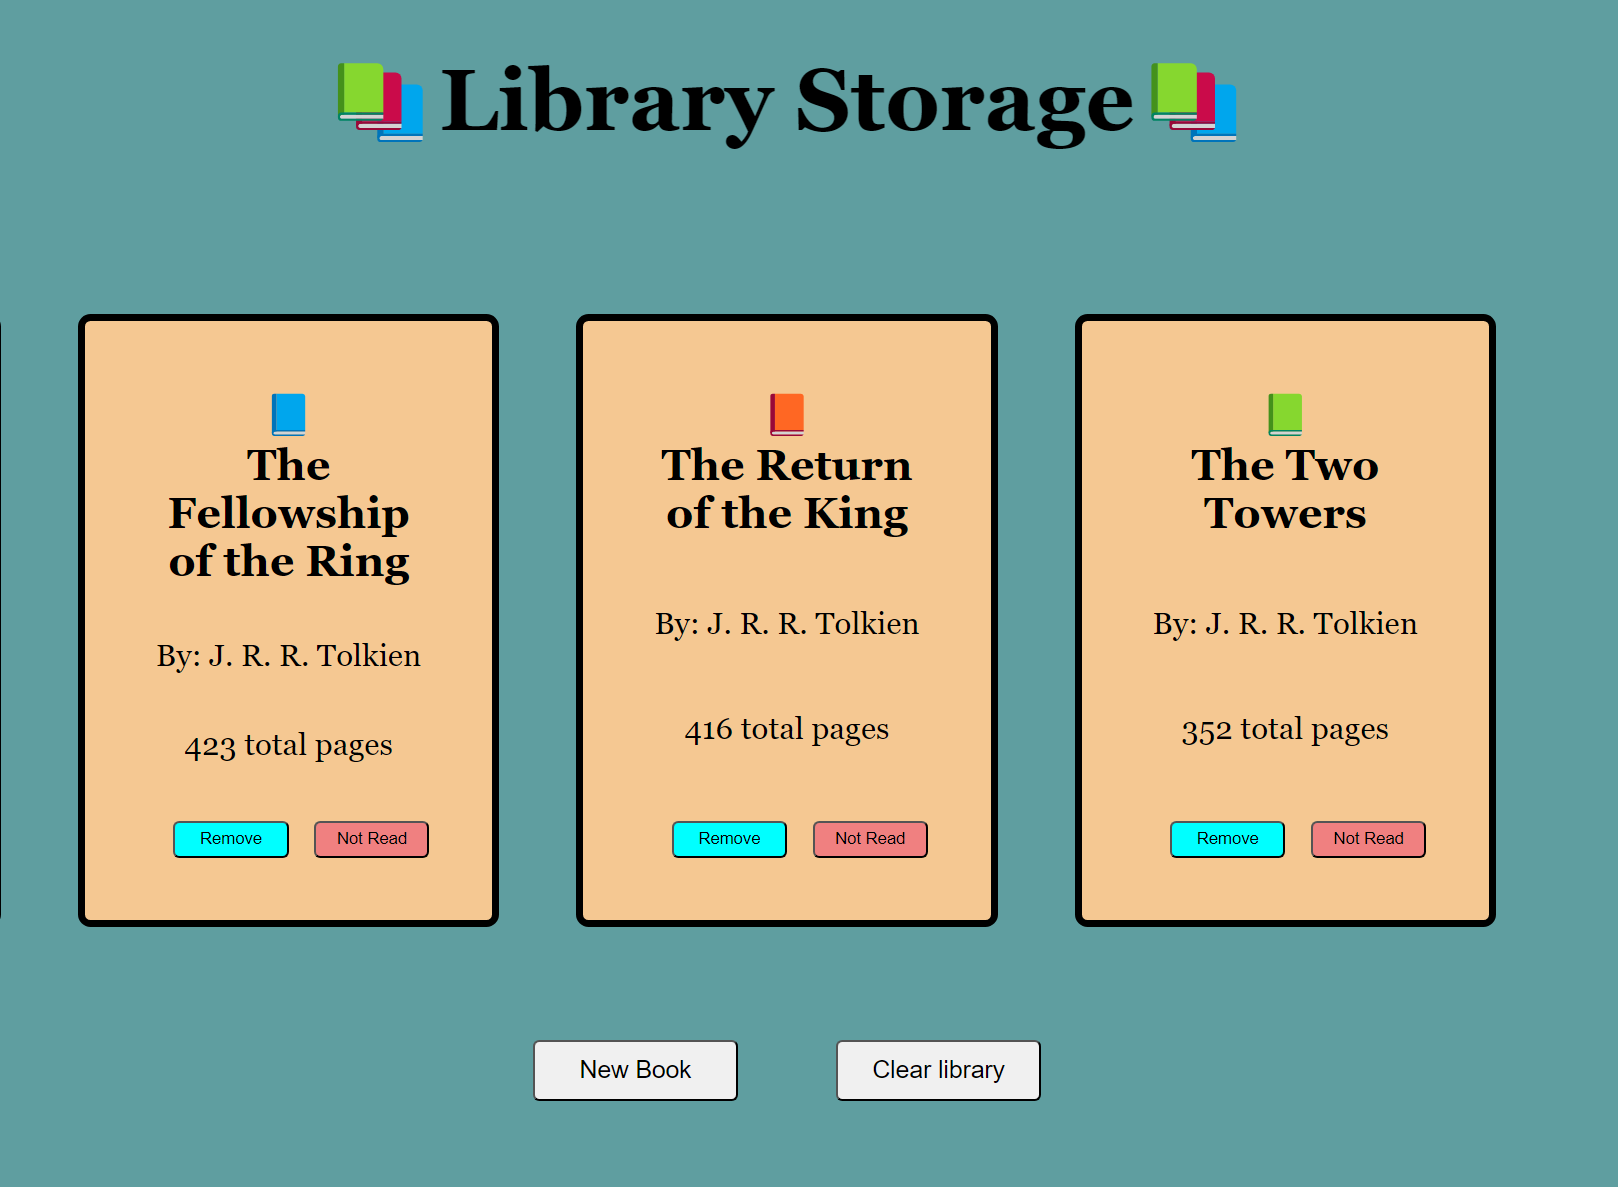 Library Storage
The
Fellowship
of the Ring
By: J. R. R. Tolkien
423 total pages
Remove
Not Read
The Return
of the King
By: J. R. R. Tolkien
416 total pages
Remove
Not Read
The Two
Towers
By: J. R. R. Tolkien
352 total pages
Remove
Not Read
New Book
Clear library